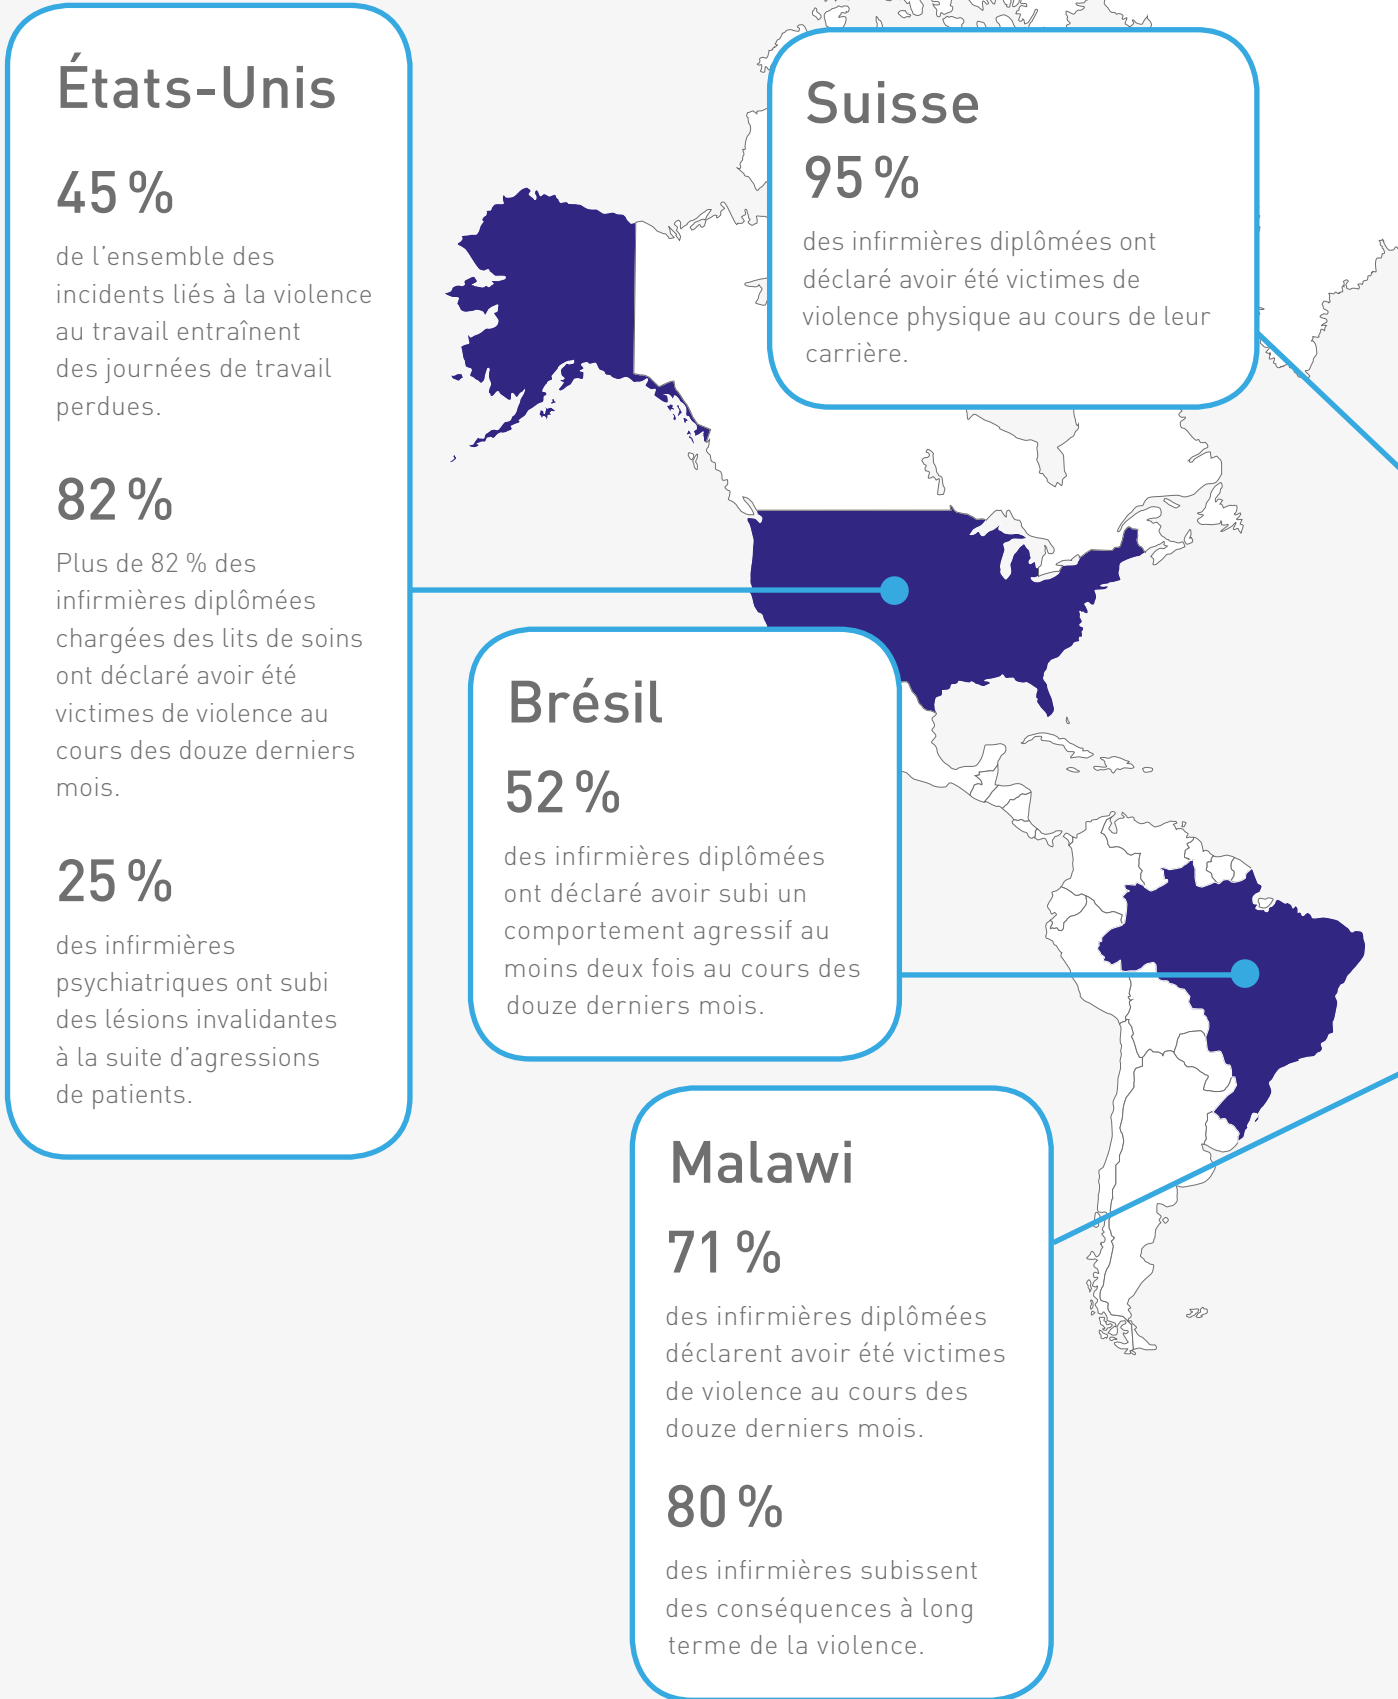 États-Unis
45 %
de l'ensemble des
incidents liés à la violence
au travail entraînent
des journées de travail
perdues.
82 %
Plus de 82 % des
infirmières diplômées
chargées des lits de soins
ont déclaré avoir été
victimes de violence au
cours des douze derniers
mois.
25 %
des infirmières
psychiatriques ont subi
des lésions invalidantes
à la suite d'agressions
de patients.
Suisse
95 %
des infirmières diplômées ont
déclaré avoir été victimes de
violence physique au cours de leur
carrière.
Brésil
52 %
des infirmières diplômées
ont déclaré avoir subi un
comportement agressif au
moins deux fois au cours des
douze derniers mois.
Malawi
71 %
des infirmières diplômées
déclarent avoir été victimes
de violence au cours des
douze derniers mois.
80 %
des infirmières subissent
des conséquences à long
terme de la violence.